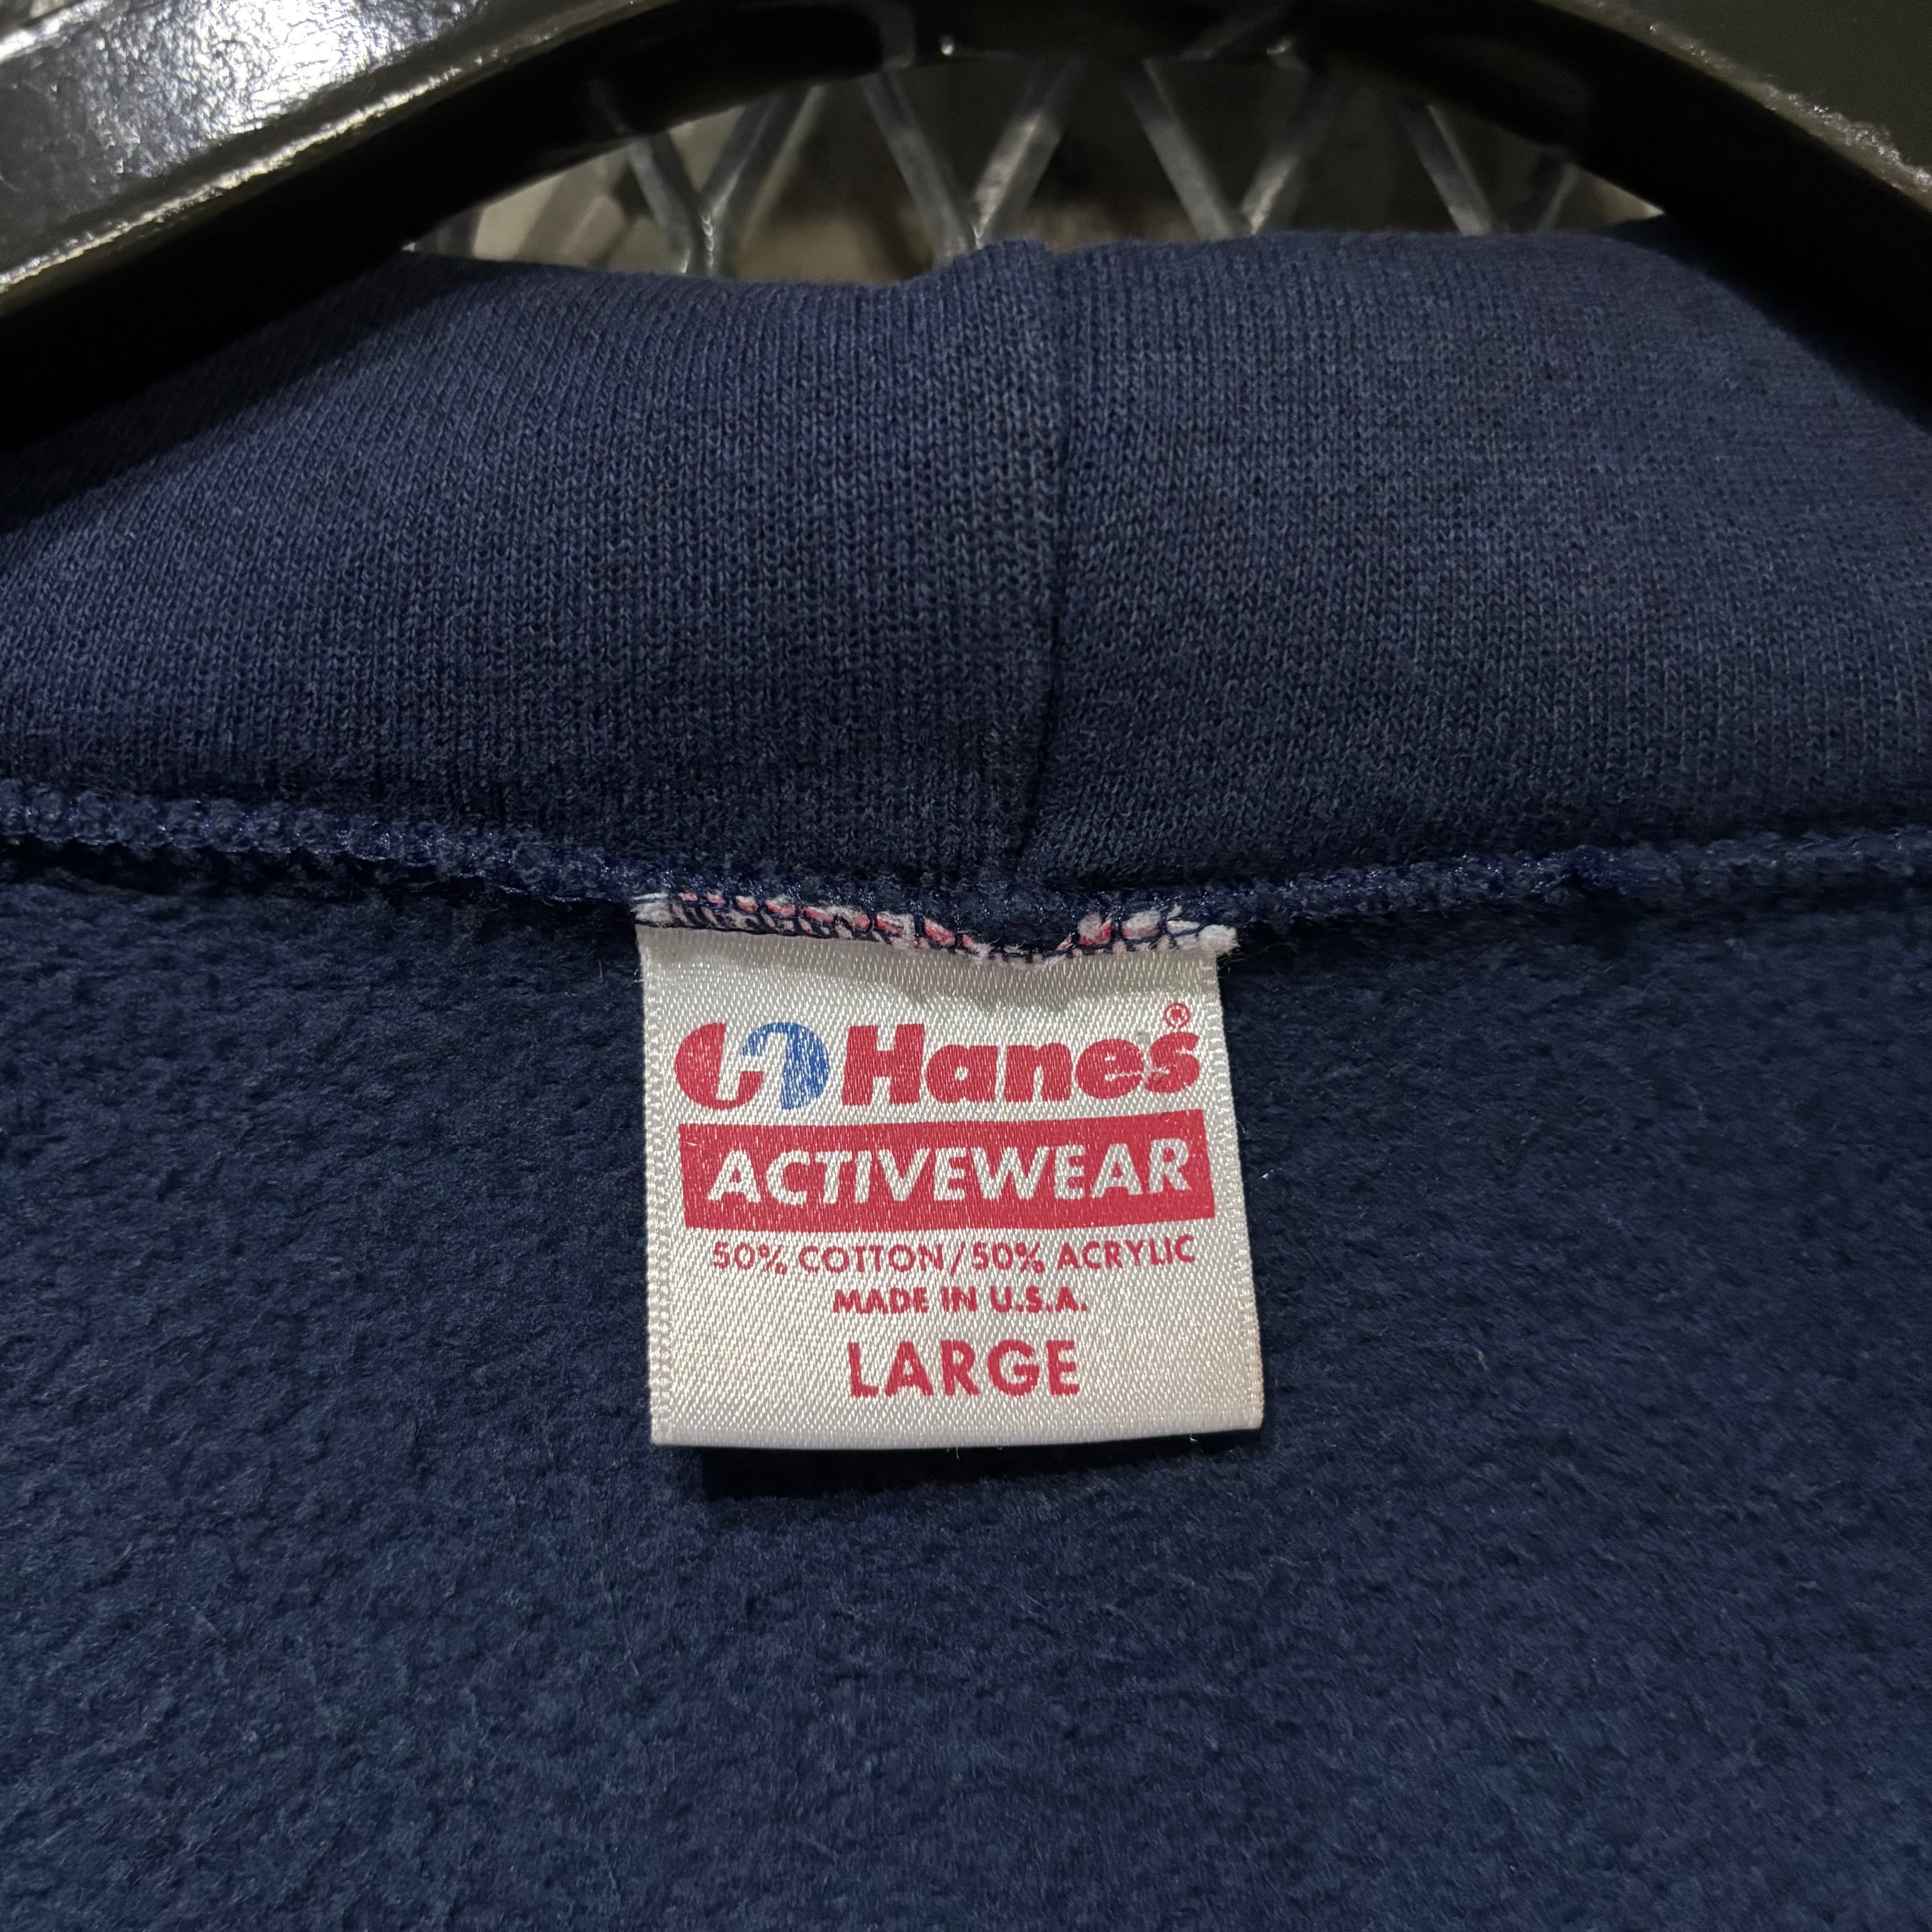 Hanes®
ACTIVEWEAR
50% COTTON/50% ACRYLIC
MADE IN U.S.A.
LARGE